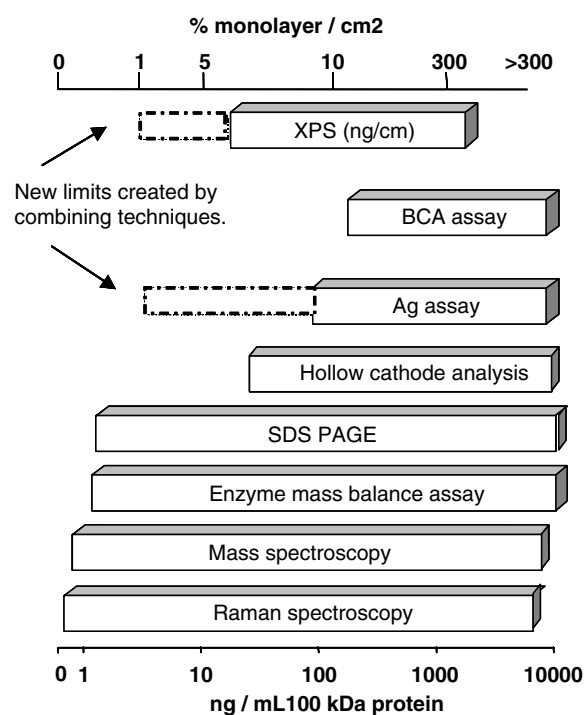 % monolayer / cm2
0 1 5 10 300 >300
XPS (ng/cm)
New limits created by
combining techniques.
BCA assay
Ag assay
Hollow cathode analysis
SDS PAGE
Enzyme mass balance assay
Mass spectroscopy
Raman spectroscopy
0 1 10 100 1000 10000
ng / mL100 kDa protein